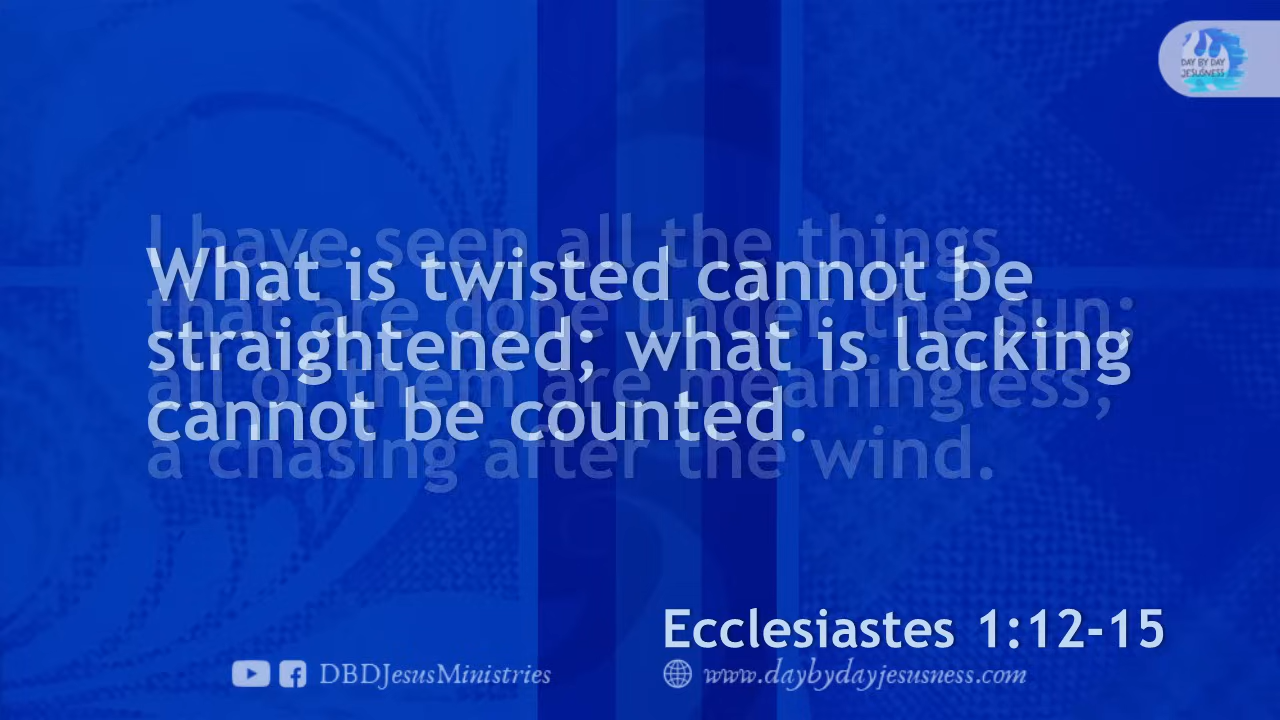 DAY BY DAY
JESUSNESS
I have seen all the things
that are done under the sun;
all of them are meaningless,
a chasing after the wind.
What is twisted cannot be
straightened; what is lacking
cannot be counted.
Ecclesiastes 1:12-15
DBDJesusMinistries
www.daybydayjesusness.com